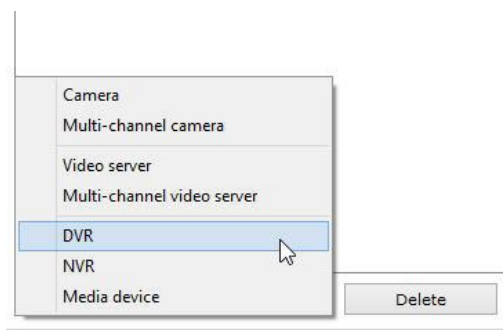 Camera
Multi-channel camera
Video server
Multi-channel video server
DVR
NVR
Media device
Delete